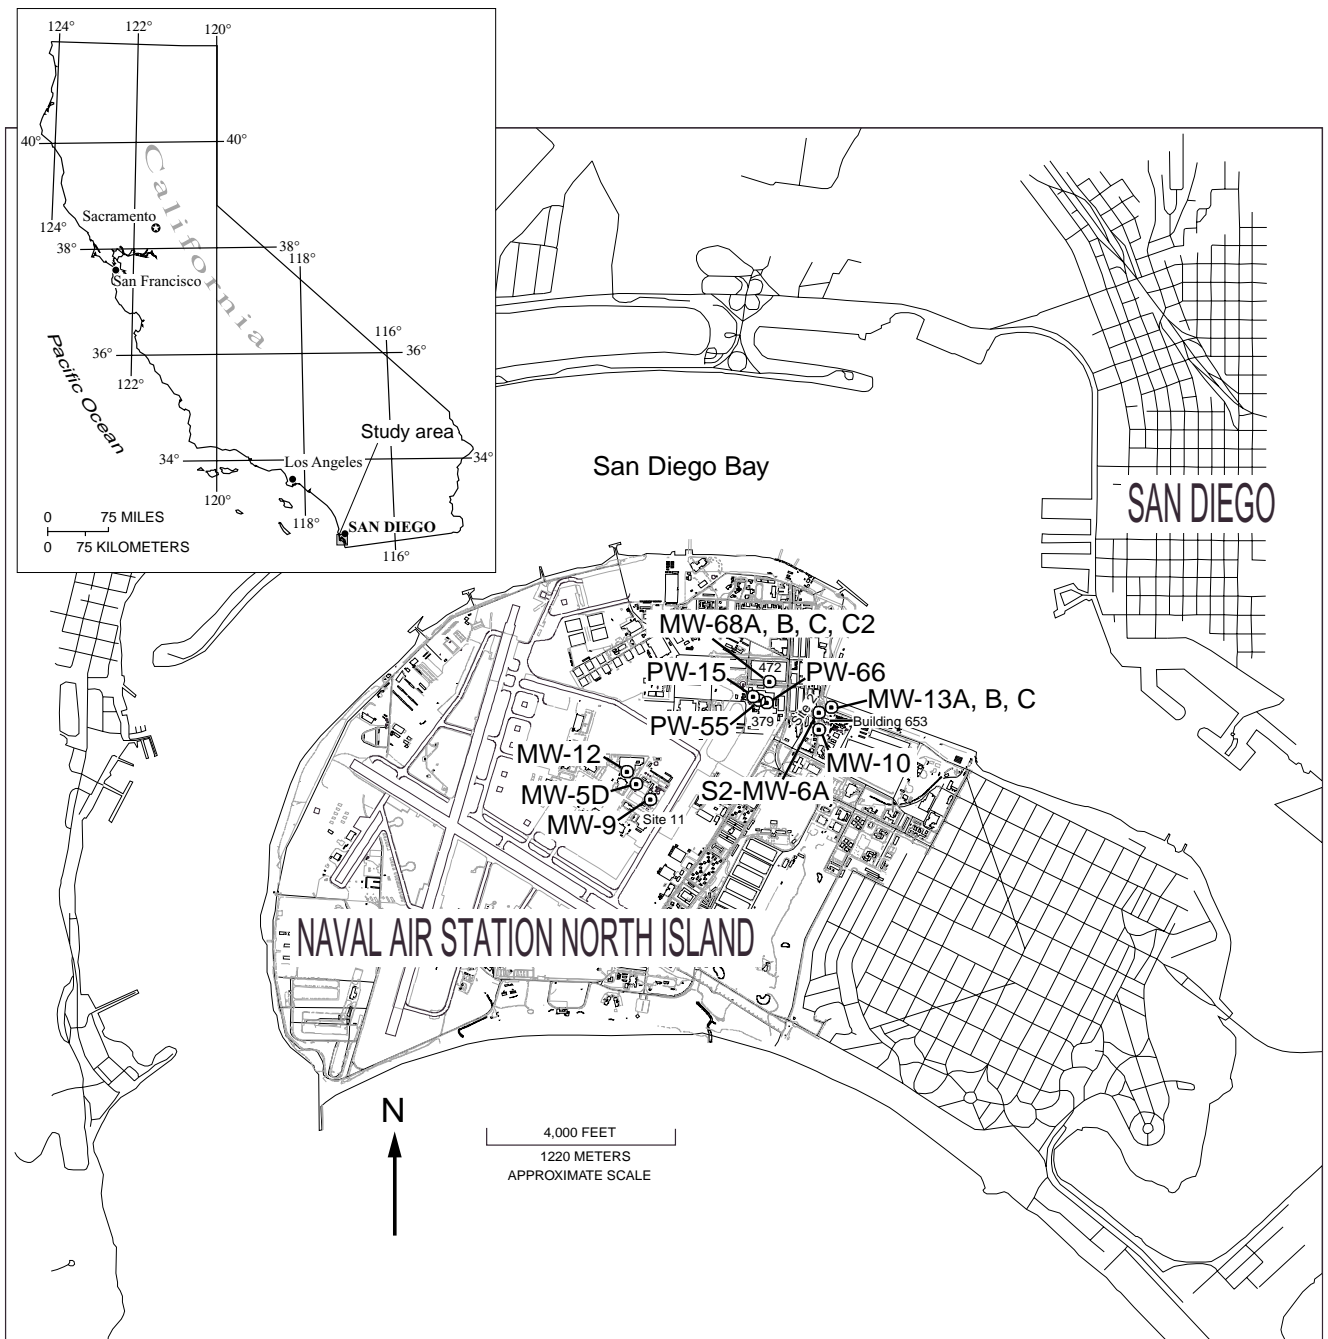 124°
122°
120°
40°
40°
California
Sacramento
124°
38°
38°
118°
San Francisco
116°
36°
36°
122°
Pacific Ocean
Study area
34°
Los Angeles
34°
120°
118°
SAN DIEGO
116°
0 75 MILES
0 75 KILOMETERS
San Diego Bay
SAN DIEGO
MW-68A, B, C, C2
472
PW-15
PW-66
MW-13A, B, C
PW-55
379
Building 653
MW-12
MW-10
MW-5D
S2-MW-6A
MW-9
Site 11
NAVAL AIR STATION NORTH ISLAND
N
4,000 FEET
1220 METERS
APPROXIMATE SCALE